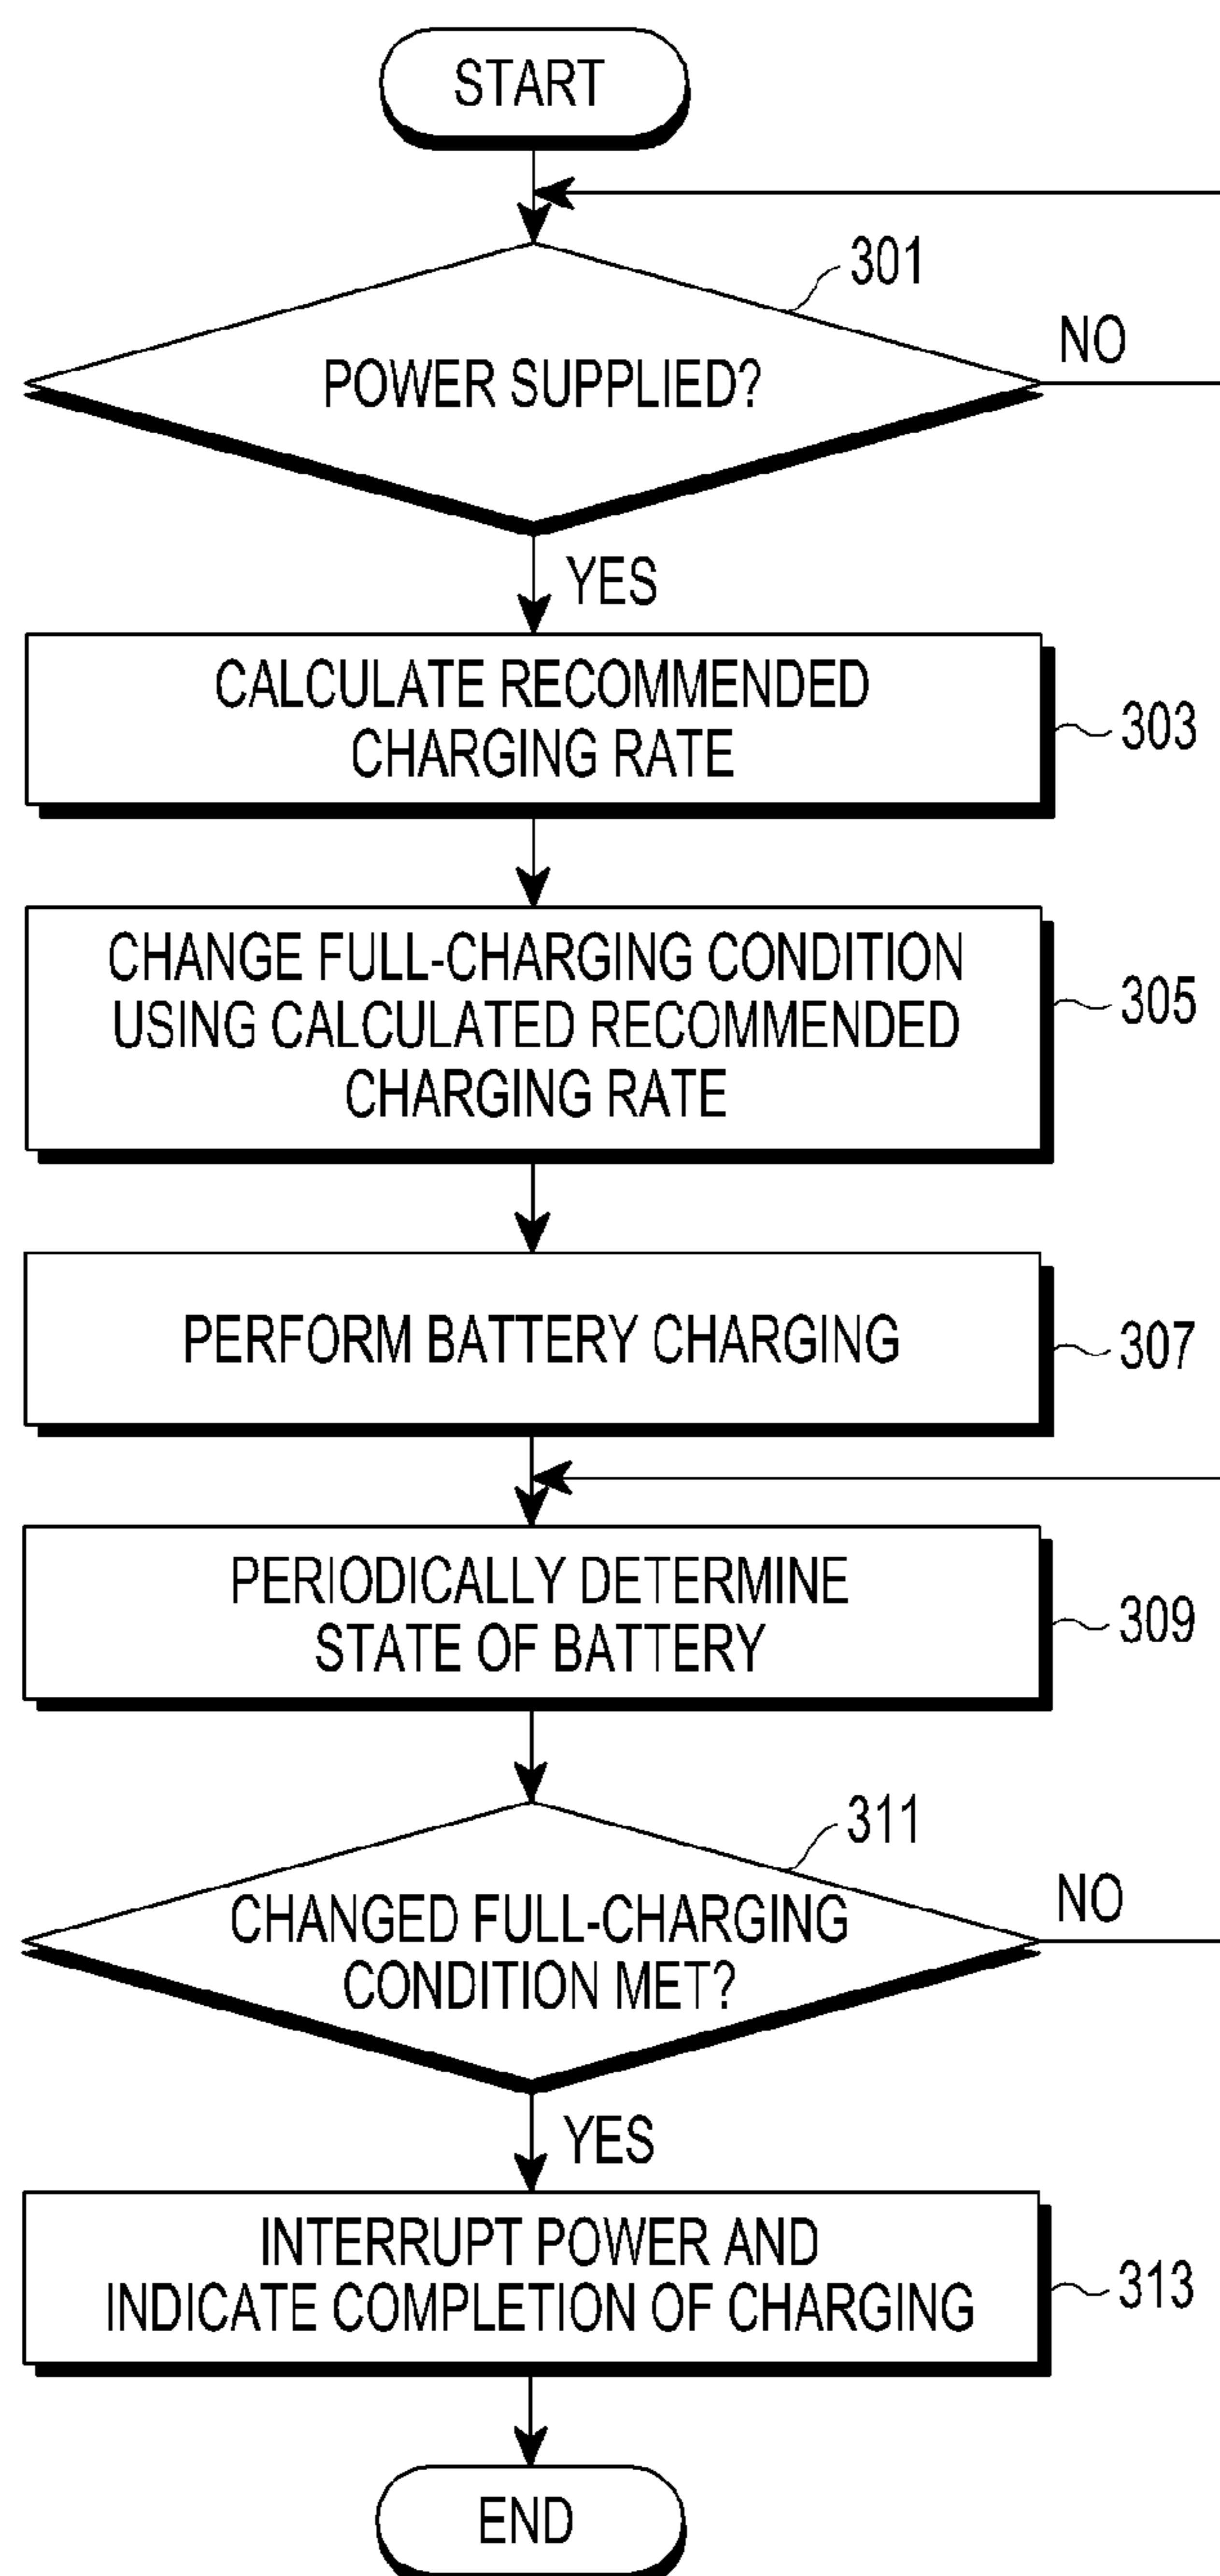 START
301
POWER SUPPLIED?
NO
YES
CALCULATE RECOMMENDED
CHARGING RATE
303
CHANGE FULL-CHARGING CONDITION
USING CALCULATED RECOMMENDED
CHARGING RATE
305
PERFORM BATTERY CHARGING
307
PERIODICALLY DETERMINE
STATE OF BATTERY
309
311
CHANGED FULL-CHARGING
CONDITION MET?
NO
YES
INTERRUPT POWER AND
INDICATE COMPLETION OF CHARGING
313
END